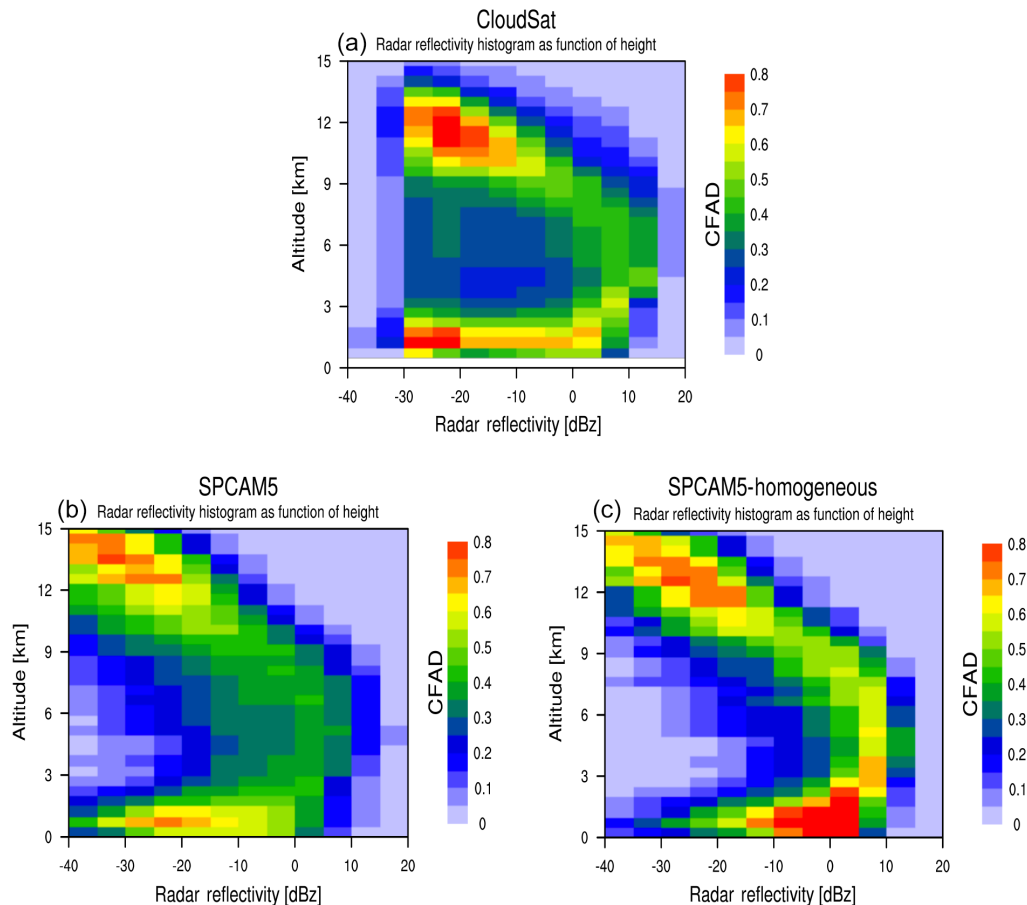 CloudSat
(a) Radar reflectivity histogram as function of height
15
12
9
6
3
0
Altitude [km]
-40 -30 -20 -10 0 10 20
Radar reflectivity [dBz]
CFAD
0.8
0.7
0.6
0.5
0.4
0.3
0.2
0.1
0
SPCAM5
(b) Radar reflectivity histogram as function of height
15
12
9
6
3
0
Altitude [km]
-40 -30 -20 -10 0 10 20
Radar reflectivity [dBz]
CFAD
0.8
0.7
0.6
0.5
0.4
0.3
0.2
0.1
0
SPCAM5-homogeneous
(c) Radar reflectivity histogram as function of height
15
12
9
6
3
0
Altitude [km]
-40 -30 -20 -10 0 10 20
Radar reflectivity [dBz]
CFAD
0.8
0.7
0.6
0.5
0.4
0.3
0.2
0.1
0